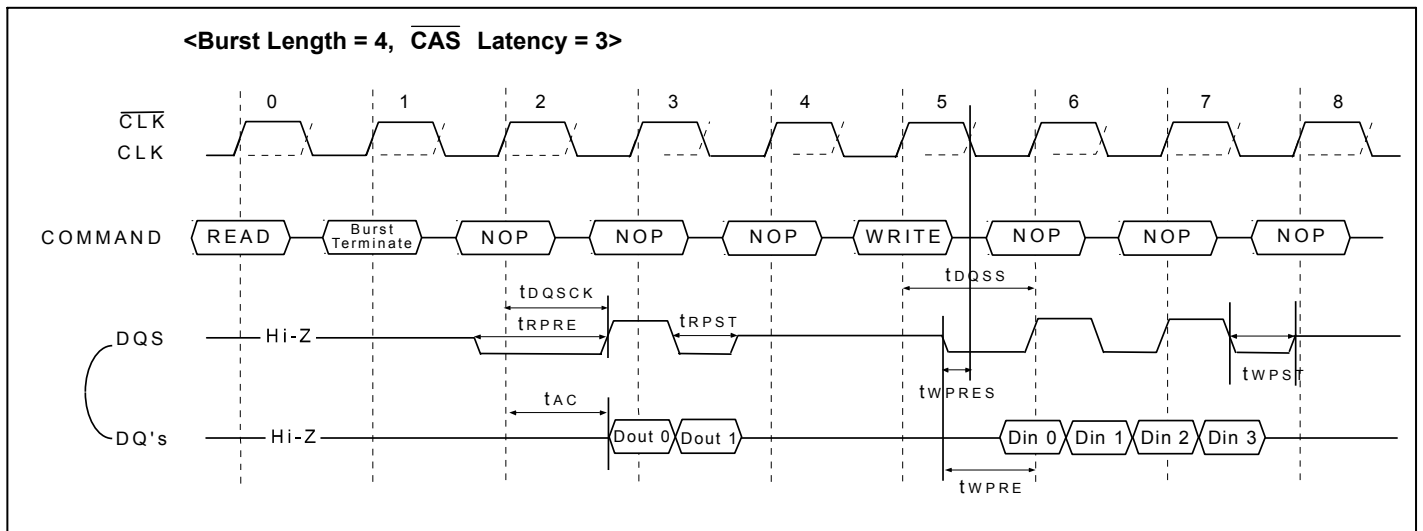 <Burst Length = 4, CAS Latency = 3>
0 1 2 3 4 5 6 7 8
CLK
CLK
COMMAND READ Burst Terminate NOP NOP NOP WRITE NOP NOP NOP
tDQSS
tDQSCK
tRPRE tRPST
DQS Hi-Z
tWPST
tWPRES
tAC
DQ's Hi-Z Dout 0 Dout 1 Din 0 Din 1 Din 2 Din 3
tWPRE